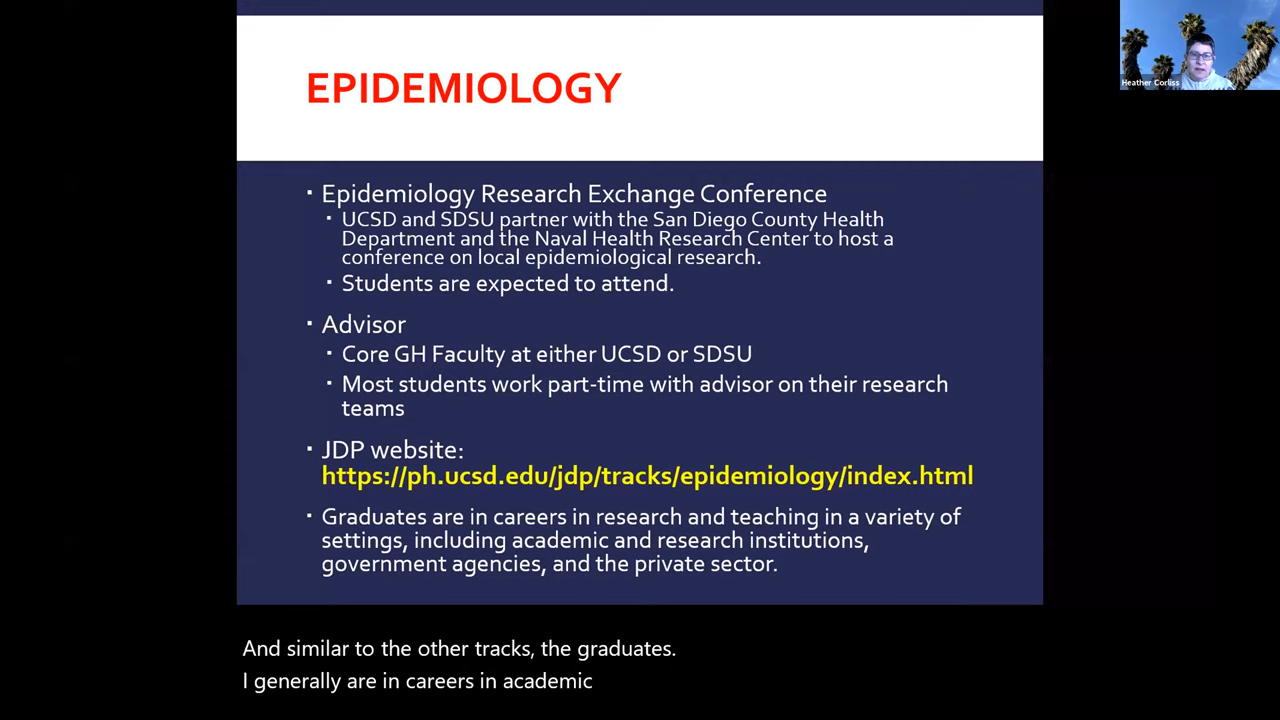 EPIDEMIOLOGY
Heather Corliss
▪ Epidemiology Research Exchange Conference
▪ UCSD and SDSU partner with the San Diego County Health
Department and the Naval Health Research Center to host a
conference on local epidemiological research.
▪ Students are expected to attend.
▪ Advisor
▪ Core GH Faculty at either UCSD or SDSU
▪ Most students work part-time with advisor on their research
teams
▪ JDP website:
https://ph.ucsd.edu/jdp/tracks/epidemiology/index.html
▪ Graduates are in careers in research and teaching in a variety of
settings, including academic and research institutions,
government agencies, and the private sector.
And similar to the other tracks, the graduates.
I generally are in careers in academic